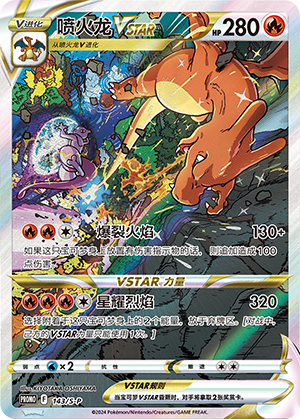 V进化 喷火龙 VSTAR HP 280
从喷火龙V进化
爆裂火焰 130+
如果这只宝可梦身上放置有伤害指示物的话，则追加造成100
点伤害。
VSTAR 力量
星耀烈焰 320
选择附着于这只宝可梦身上的2个能量，放于弃牌区。[对战中，
己方的VSTAR力量只能使用1次。]
弱点 ×2 抗性 撤退
Illus. KIYOTAKA OSHIYAMA
PROMO F 143/S-P
VSTAR规则
当宝可梦VSTAR昏厥时，对手将拿取2张奖赏卡。
©2024 Pokémon/Nintendo/Creatures/GAME FREAK.